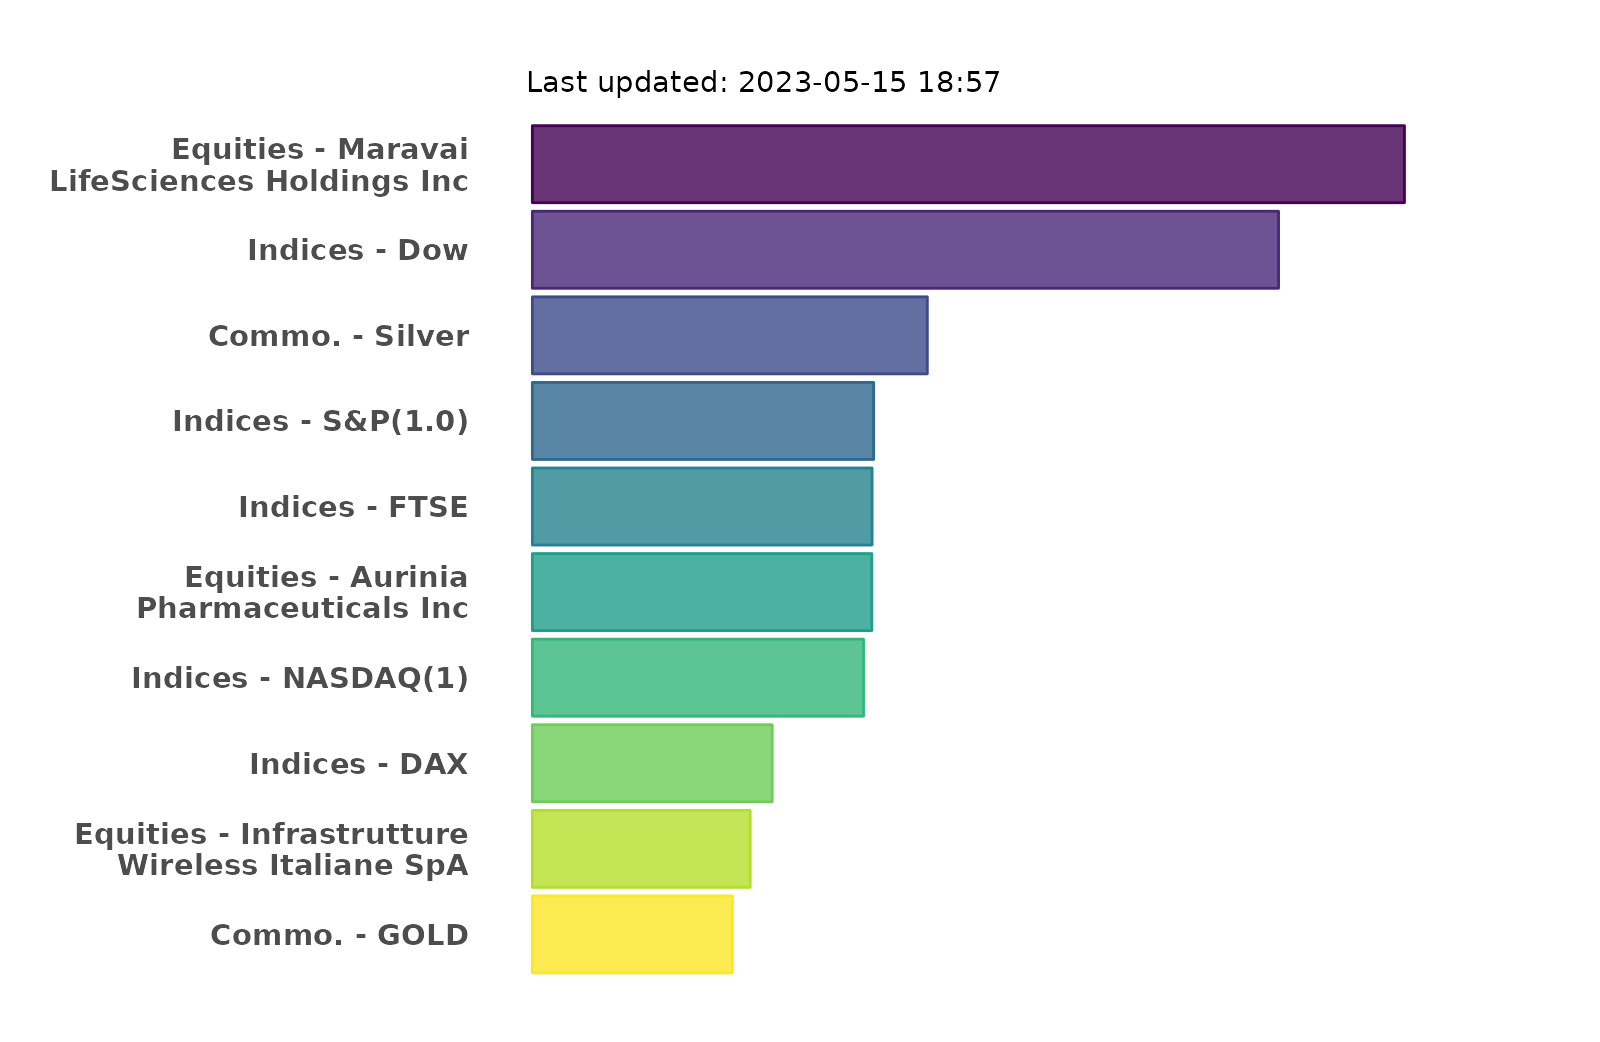 Last updated: 2023-05-15 18:57
Equities - Maravai
LifeSciences Holdings Inc
Indices - Dow
Commo. - Silver
Indices - S&P(1.0)
Indices - FTSE
Equities - Aurinia
Pharmaceuticals Inc
Indices - NASDAQ(1)
Indices - DAX
Equities - Infrastrutture
Wireless Italiane SpA
Commo. - GOLD